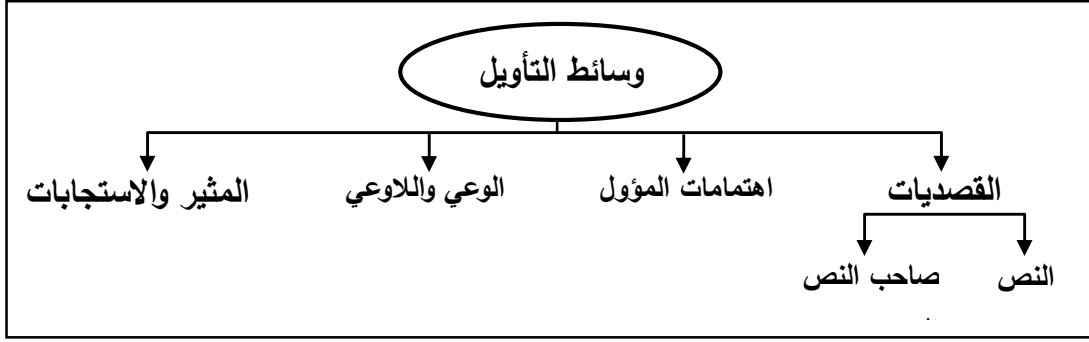 وسائط التأويل
القصديات
اهتمامات المؤول
الوعي واللاوعي
المثير والاستجابات
النص
صاحب النص